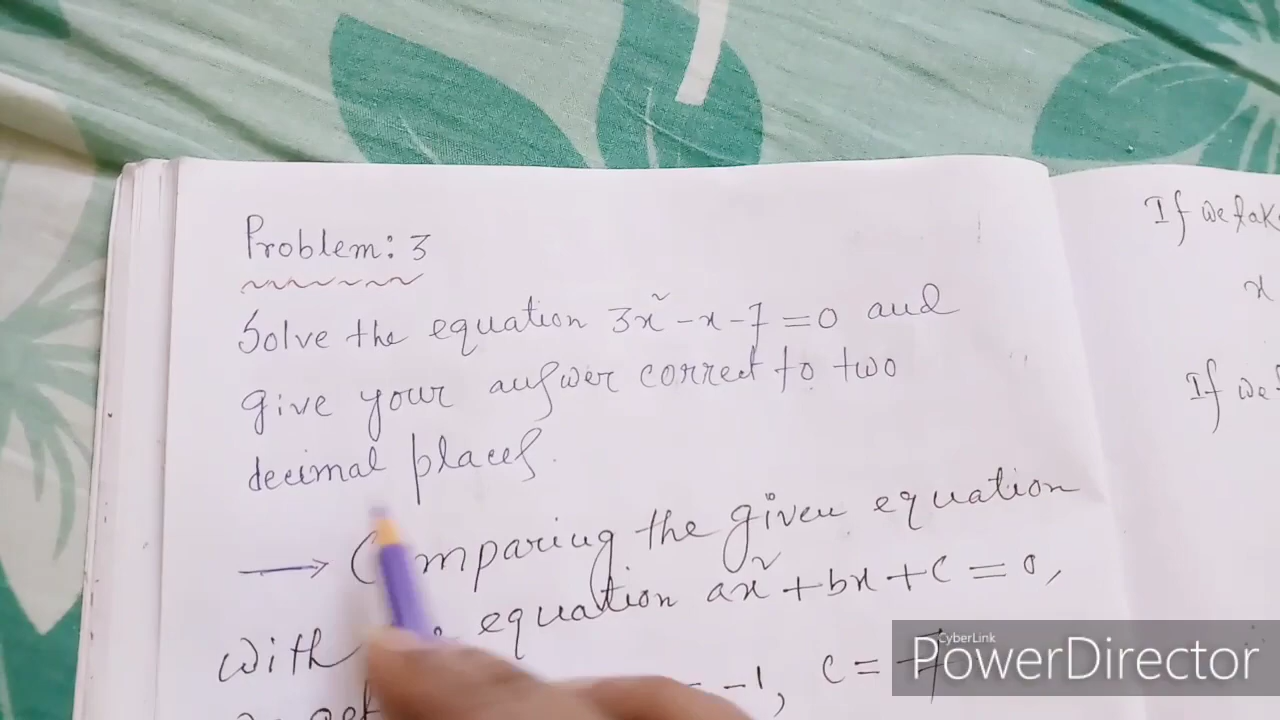 Problem: 3
Solve the equation 3x² - x - 7 = 0 and
give your answer correct to two
decimal places.
→ Comparing the given equation
with equation ax² + bx + c = 0,
-1, c = -7
If we
x
If we
CyberLink
PowerDirector